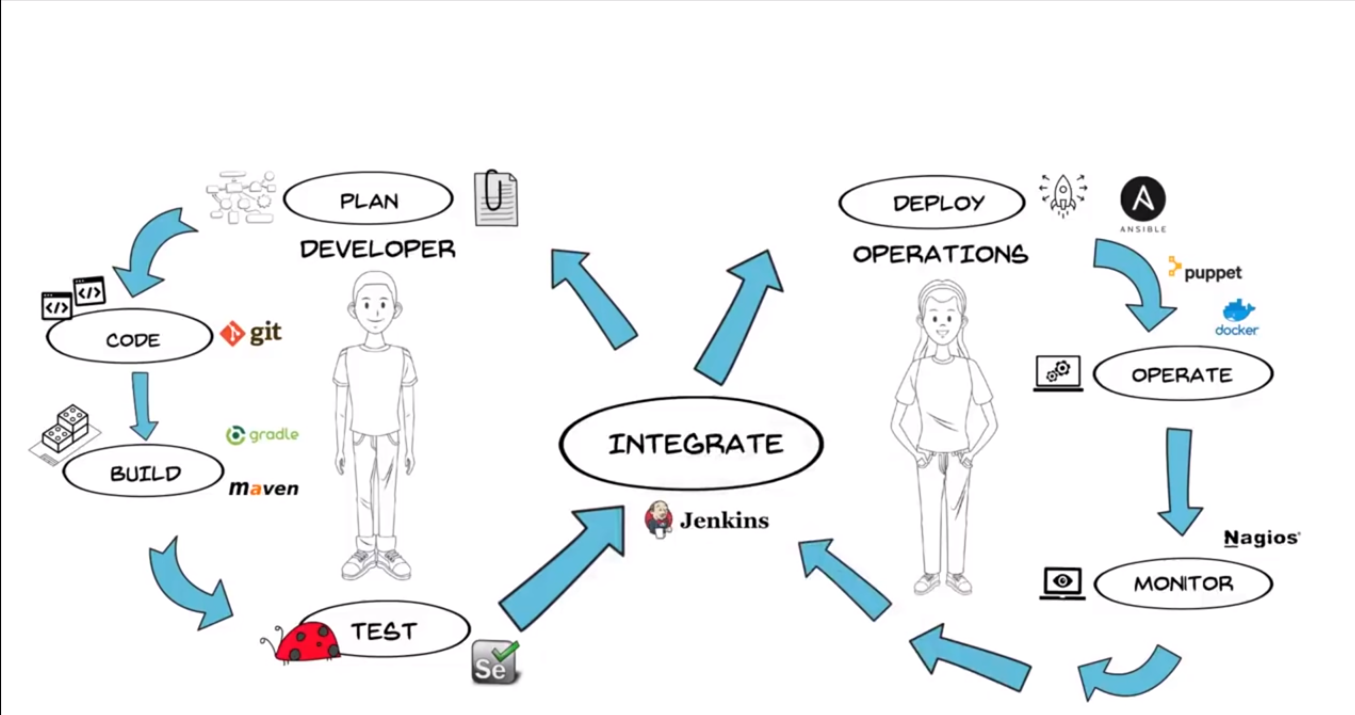 PLAN
DEVELOPER
</>
</>
CODE
git
gradle
BUILD
maven
TEST
Se
INTEGRATE
Jenkins
DEPLOY
A
ANSIBLE
OPERATIONS
puppet
docker
OPERATE
Nagios®
MONITOR